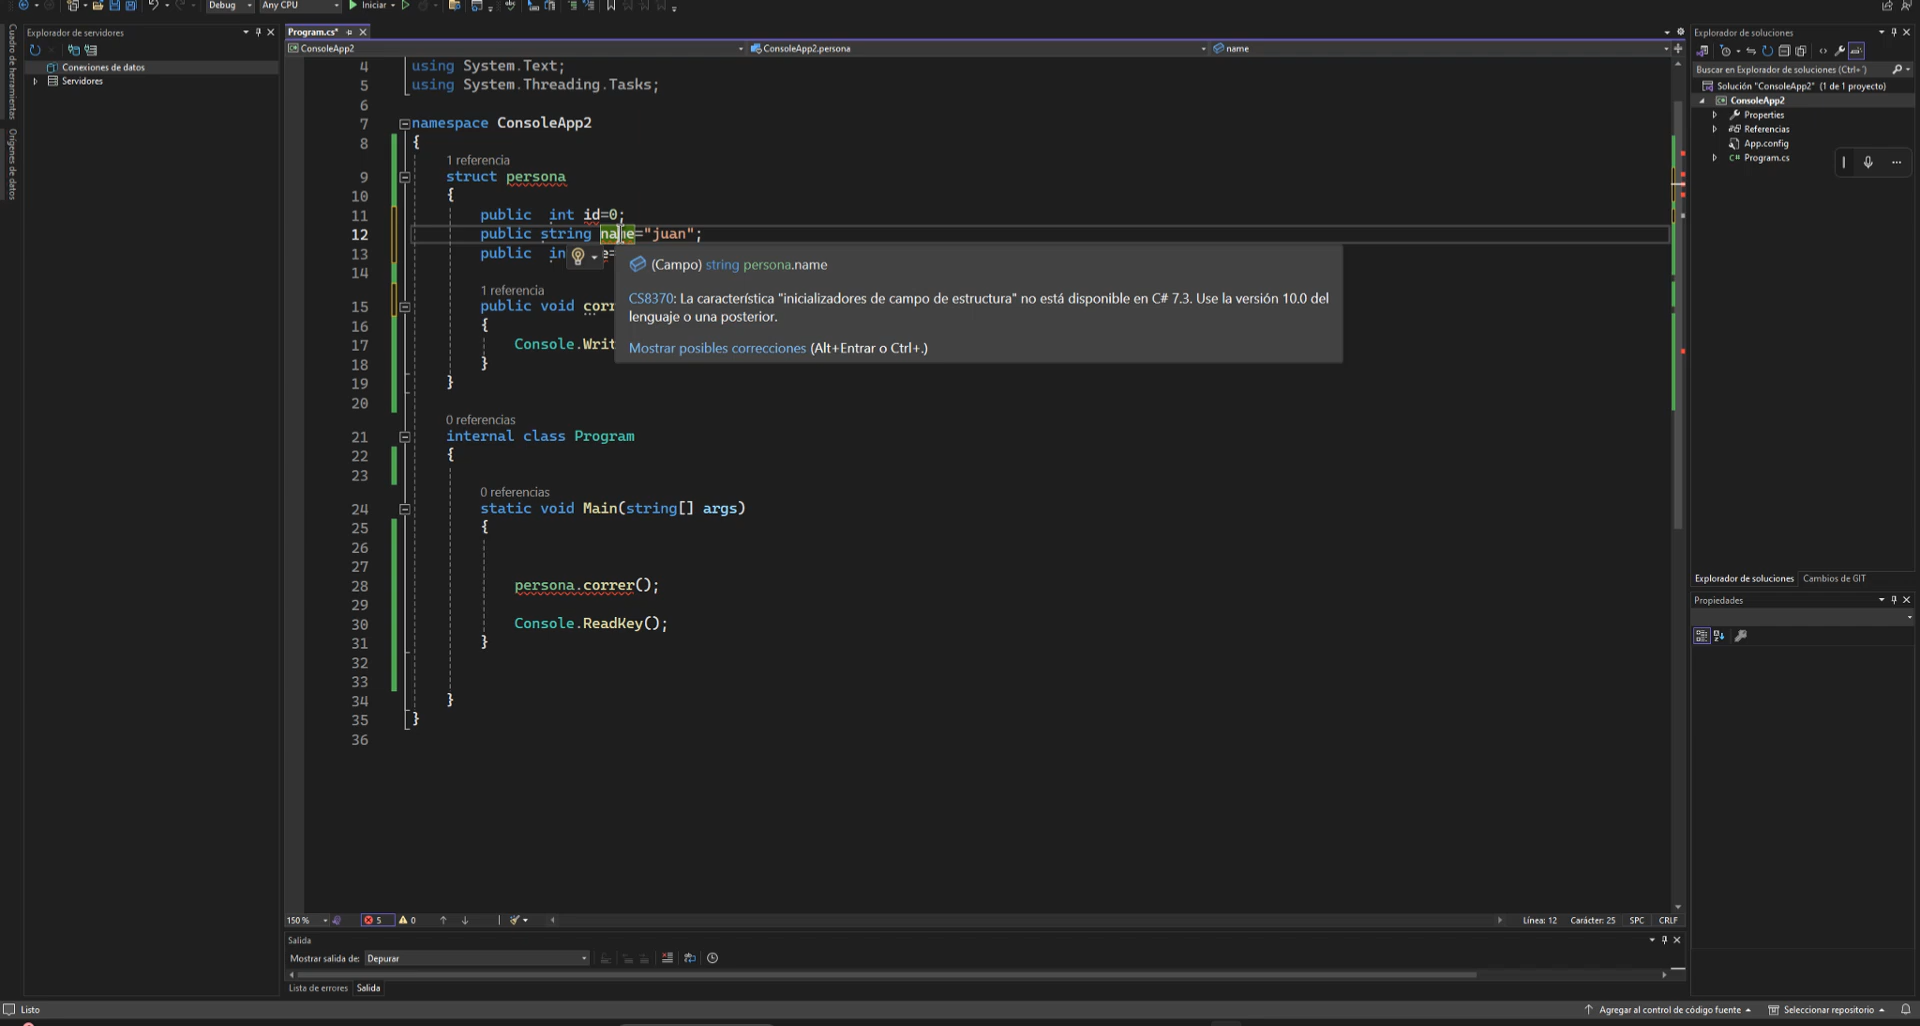 Debug
Any CPU
Iniciar
Cuadro de herramientas
Orígenes de datos
Explorador de servidores
Conexiones de datos
Servidores
Program.cs*
ConsoleApp2
ConsoleApp2.persona
name
4 using System.Text;
5 using System.Threading.Tasks;
6
7 namespace ConsoleApp2
8 {
1 referencia
9 struct persona
10 {
11 public  int id=0;
12 public string name="juan";
13 public  in e=
14
1 referencia
15 public void corr
16 {
17 Console.Writ
18 }
19 }
20
0 referencias
21 internal class Program
22 {
23
0 referencias
24 static void Main(string[] args)
25 {
26
27
28 persona.correr();
29
30 Console.ReadKey();
31 }
32
33
34 }
35 }
36
(Campo) string persona.name
CS8370: La característica "inicializadores de campo de estructura" no está disponible en C# 7.3. Use la versión 10.0 del
lenguaje o una posterior.
Mostrar posibles correcciones (Alt+Entrar o Ctrl+.)
150 %
5
0
Línea: 12
Carácter: 25
SPC
CRLF
Salida
Mostrar salida de: Depurar
Lista de errores
Salida
Explorador de soluciones
Buscar en Explorador de soluciones (Ctrl+´)
Solución "ConsoleApp2" (1 de 1 proyecto)
ConsoleApp2
Properties
Referencias
App.config
C# Program.cs
Explorador de soluciones
Cambios de GIT
Propiedades
Listo
Agregar al control de código fuente
Seleccionar repositorio